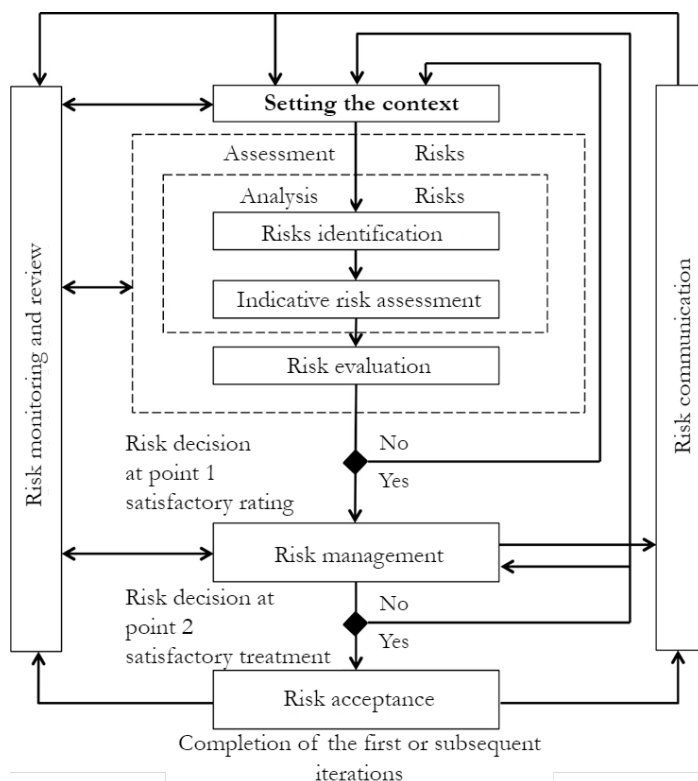 Setting the context
Assessment Risks
Analysis Risks
Risks identification
Indicative risk assessment
Risk evaluation
Risk monitoring and review
Risk communication
Risk decision
at point 1
satisfactory rating
No
Yes
Risk management
Risk decision at
point 2
satisfactory treatment
No
Yes
Risk acceptance
Completion of the first or subsequent
iterations